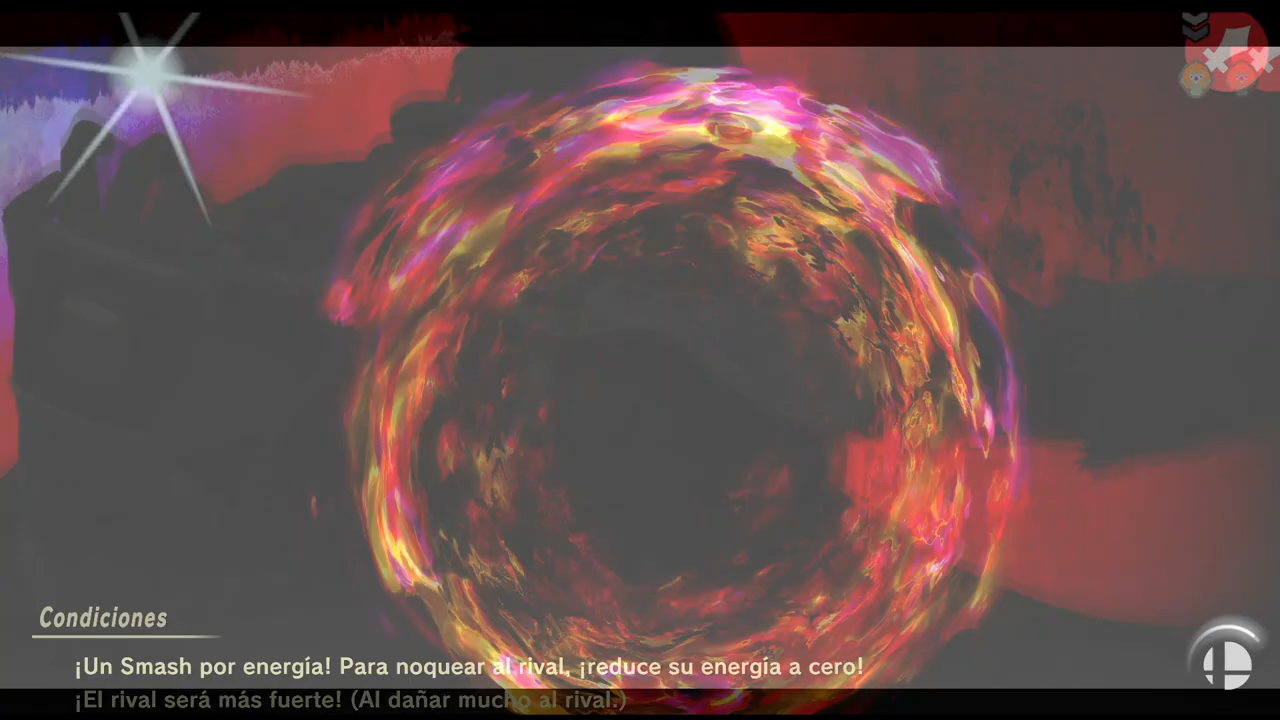 Condiciones
¡Un Smash por energía! Para noquear al rival, ¡reduce su energía a cero!
¡El rival será más fuerte! (Al dañar mucho al rival.)